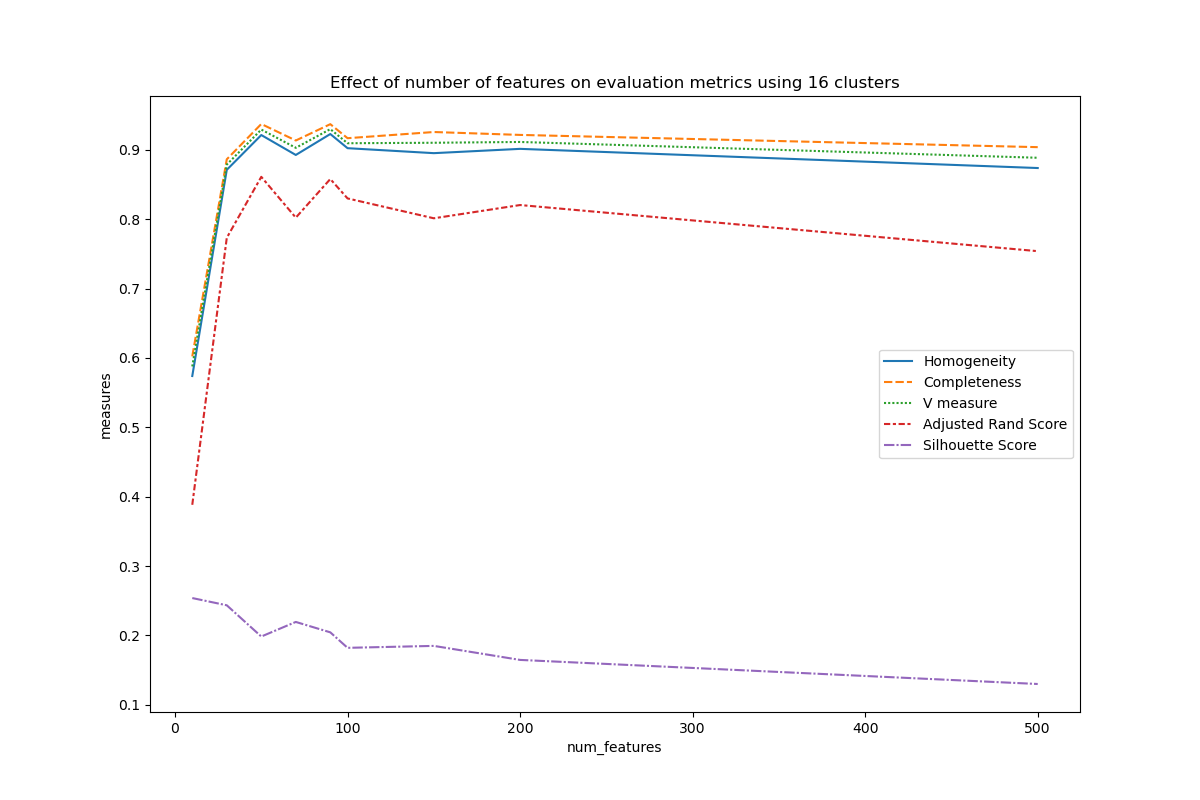 Effect of number of features on evaluation metrics using 16 clusters
measures
0.9
0.8
0.7
0.6
0.5
0.4
0.3
0.2
0.1
Homogeneity
Completeness
V measure
Adjusted Rand Score
Silhouette Score
0 100 200 300 400 500
num_features